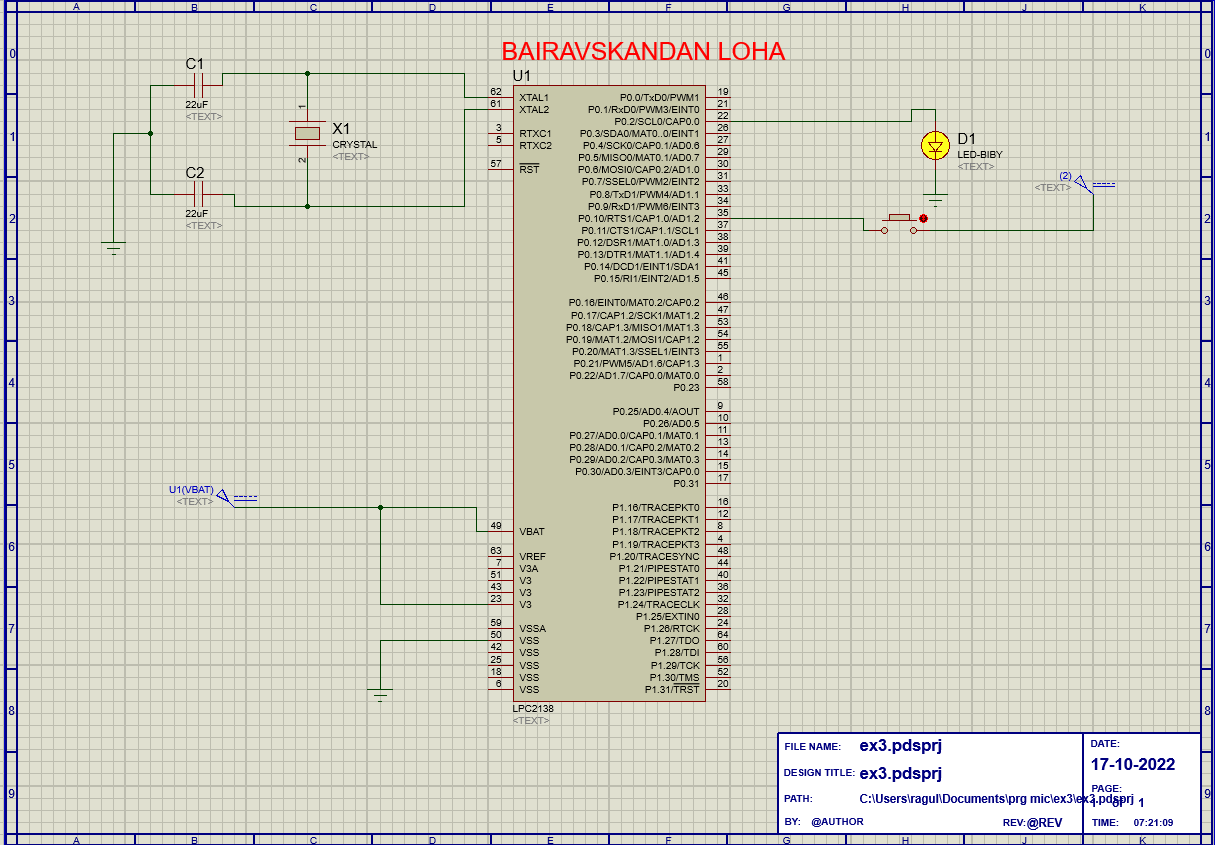 A B C D E F G H J K
BAIRAVSKANDAN LOHA
0 0
C1
22uF
<TEXT>
X1
CRYSTAL
<TEXT>
1
2
C2
22uF
<TEXT>
U1
62 XTAL1 P0.0/TxD0/PWM1 19
61 XTAL2 P0.1/RxD0/PWM3/EINT0 21
P0.2/SCL0/CAP0.0 22
3 RTXC1 P0.3/SDA0/MAT0..0/EINT1 26
5 RTXC2 P0.4/SCK0/CAP0.1/AD0.6 27
P0.5/MISO0/MAT0.1/AD0.7 29
57 RST P0.6/MOSI0/CAP0.2/AD1.0 30
P0.7/SSEL0/PWM2/EINT2 31
P0.8/TxD1/PWM4/AD1.1 33
P0.9/RxD1/PWM6/EINT3 34
P0.10/RTS1/CAP1.0/AD1.2 35
P0.11/CTS1/CAP1.1/SCL1 37
P0.12/DSR1/MAT1.0/AD1.3 38
P0.13/DTR1/MAT1.1/AD1.4 39
P0.14/DCD1/EINT1/SDA1 41
P0.15/RI1/EINT2/AD1.5 45
P0.16/EINT0/MAT0.2/CAP0.2 46
P0.17/CAP1.2/SCK1/MAT1.2 47
P0.18/CAP1.3/MISO1/MAT1.3 53
P0.19/MAT1.2/MOSI1/CAP1.2 54
P0.20/MAT1.3/SSEL1/EINT3 55
P0.21/PWM5/AD1.6/CAP1.3 1
P0.22/AD1.7/CAP0.0/MAT0.0 2
P0.23 58
P0.25/AD0.4/AOUT 9
P0.26/AD0.5 10
P0.27/AD0.0/CAP0.1/MAT0.1 11
P0.28/AD0.1/CAP0.2/MAT0.2 13
P0.29/AD0.2/CAP0.3/MAT0.3 14
P0.30/AD0.3/EINT3/CAP0.0 15
P0.31 17
P1.16/TRACEPKT0 16
P1.17/TRACEPKT1 12
49 VBAT P1.18/TRACEPKT2 8
P1.19/TRACEPKT3 4
63 VREF P1.20/TRACESYNC 48
7 V3A P1.21/PIPESTAT0 44
51 V3 P1.22/PIPESTAT1 40
43 V3 P1.23/PIPESTAT2 36
23 V3 P1.24/TRACECLK 32
P1.25/EXTIN0 28
59 VSSA P1.26/RTCK 24
50 VSS P1.27/TDO 64
42 VSS P1.28/TDI 60
25 VSS P1.29/TCK 56
18 VSS P1.30/TMS 52
6 VSS P1.31/TRST 20
LPC2138
<TEXT>
D1
LED-BIBY
<TEXT>
(2)
<TEXT>
U1(VBAT)
<TEXT>
1 1
2 2
3 3
4 4
5 5
6 6
7 7
8 8
9 9
FILE NAME: ex3.pdsprj
DESIGN TITLE: ex3.pdsprj
PATH: C:\Users\ragul\Documents\prg mic\ex3\ex3.pdsprj
BY: @AUTHOR REV:@REV
DATE:
17-10-2022
PAGE:
1 of 1
TIME: 07:21:09
A B C D E F G H J K